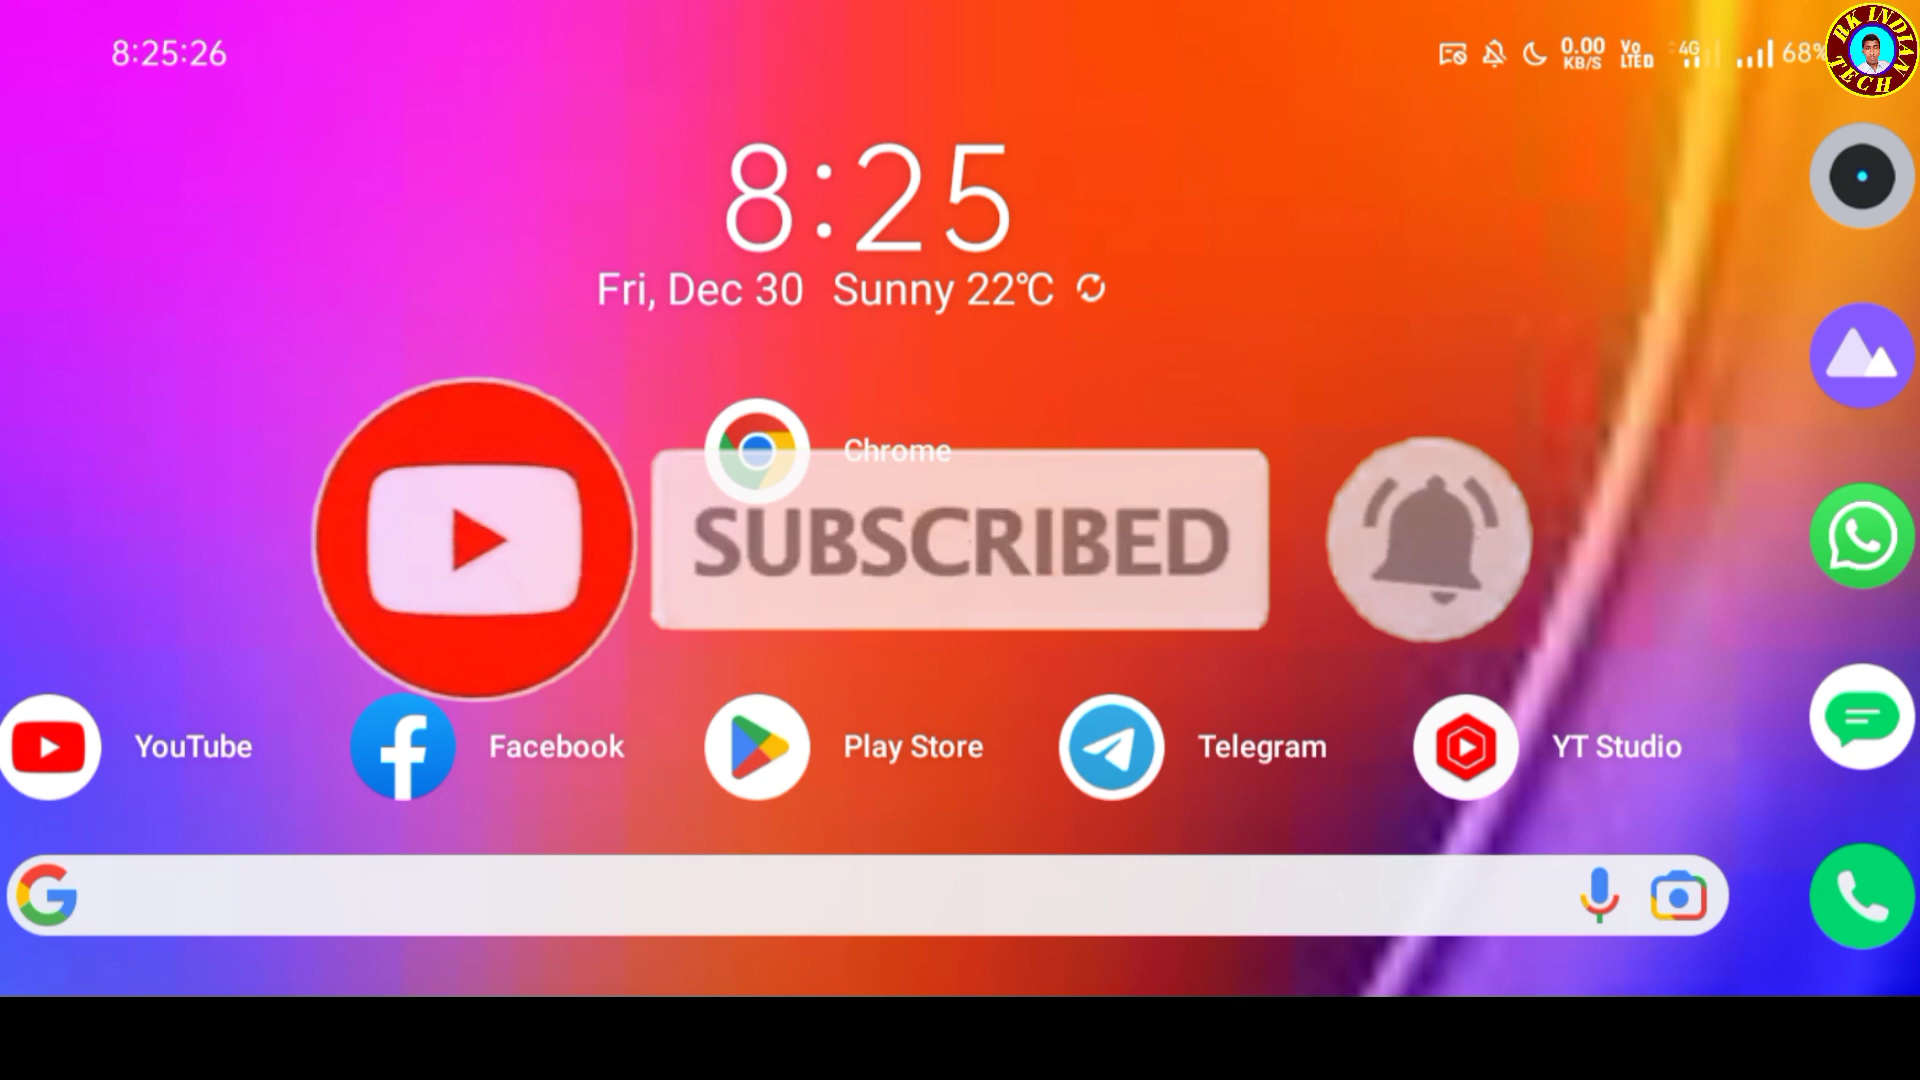 8:25:26
0.00
KB/S
Vo
LTE D
4G
68%
RK INDIAN
TECH
8:25
Fri, Dec 30 Sunny 22°C
Chrome
SUBSCRIBED
YouTube
Facebook
Play Store
Telegram
YT Studio